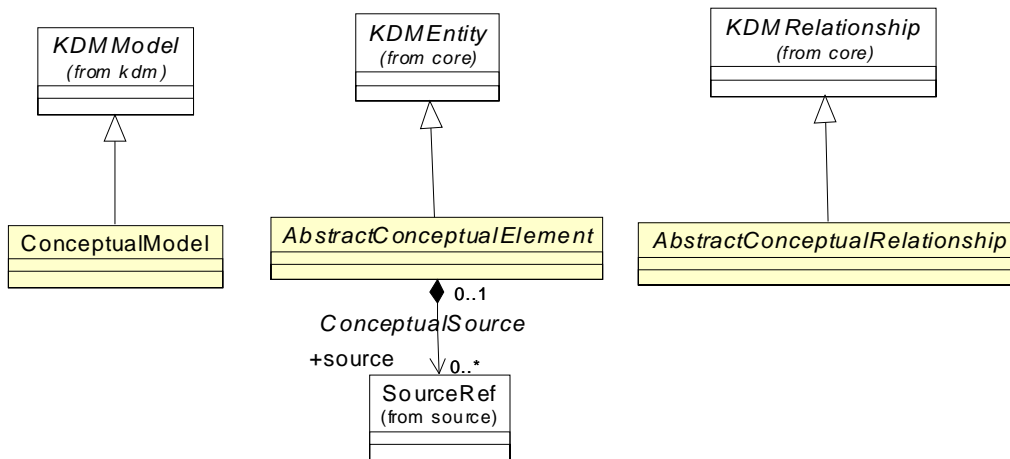 KDMModel
(from kdm)
KDMEntity
(from core)
KDMRelationship
(from core)
ConceptualModel
AbstractConceptualElement
AbstractConceptualRelationship
0..1
ConceptualSource
+source
0..*
SourceRef
(from source)